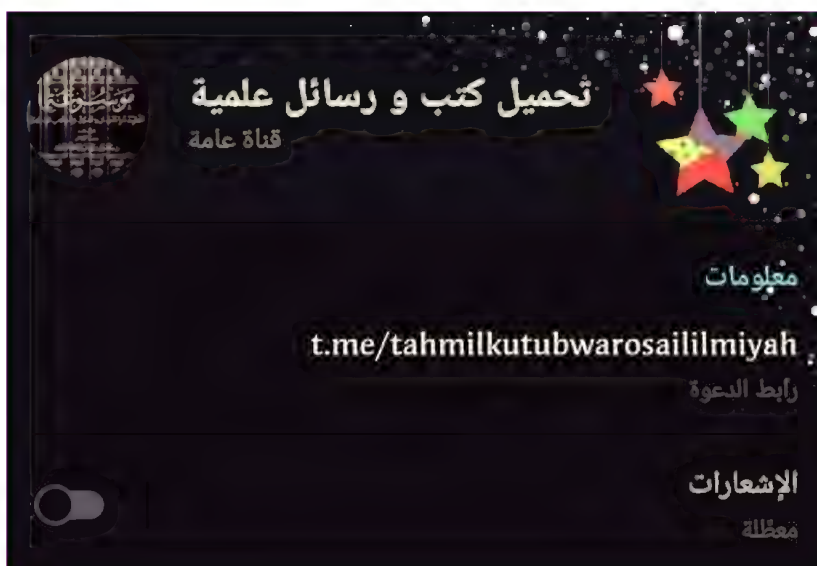 تحميل كتب و رسائل علمية
قناة عامة
معلومات
t.me/tahmilkutubwarosaililmiyah
رابط الدعوة
الإشعارات
معطلة